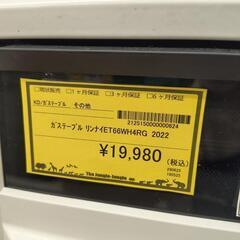 □現状販売 □1ヶ月保証 □3ヶ月保証 □6ヶ月保証
KD/ガステーブル その他
2125150000000624
ガステーブル リンナイET66WH4RG 2022
¥19,980(税込)
The Jungle-Jungle